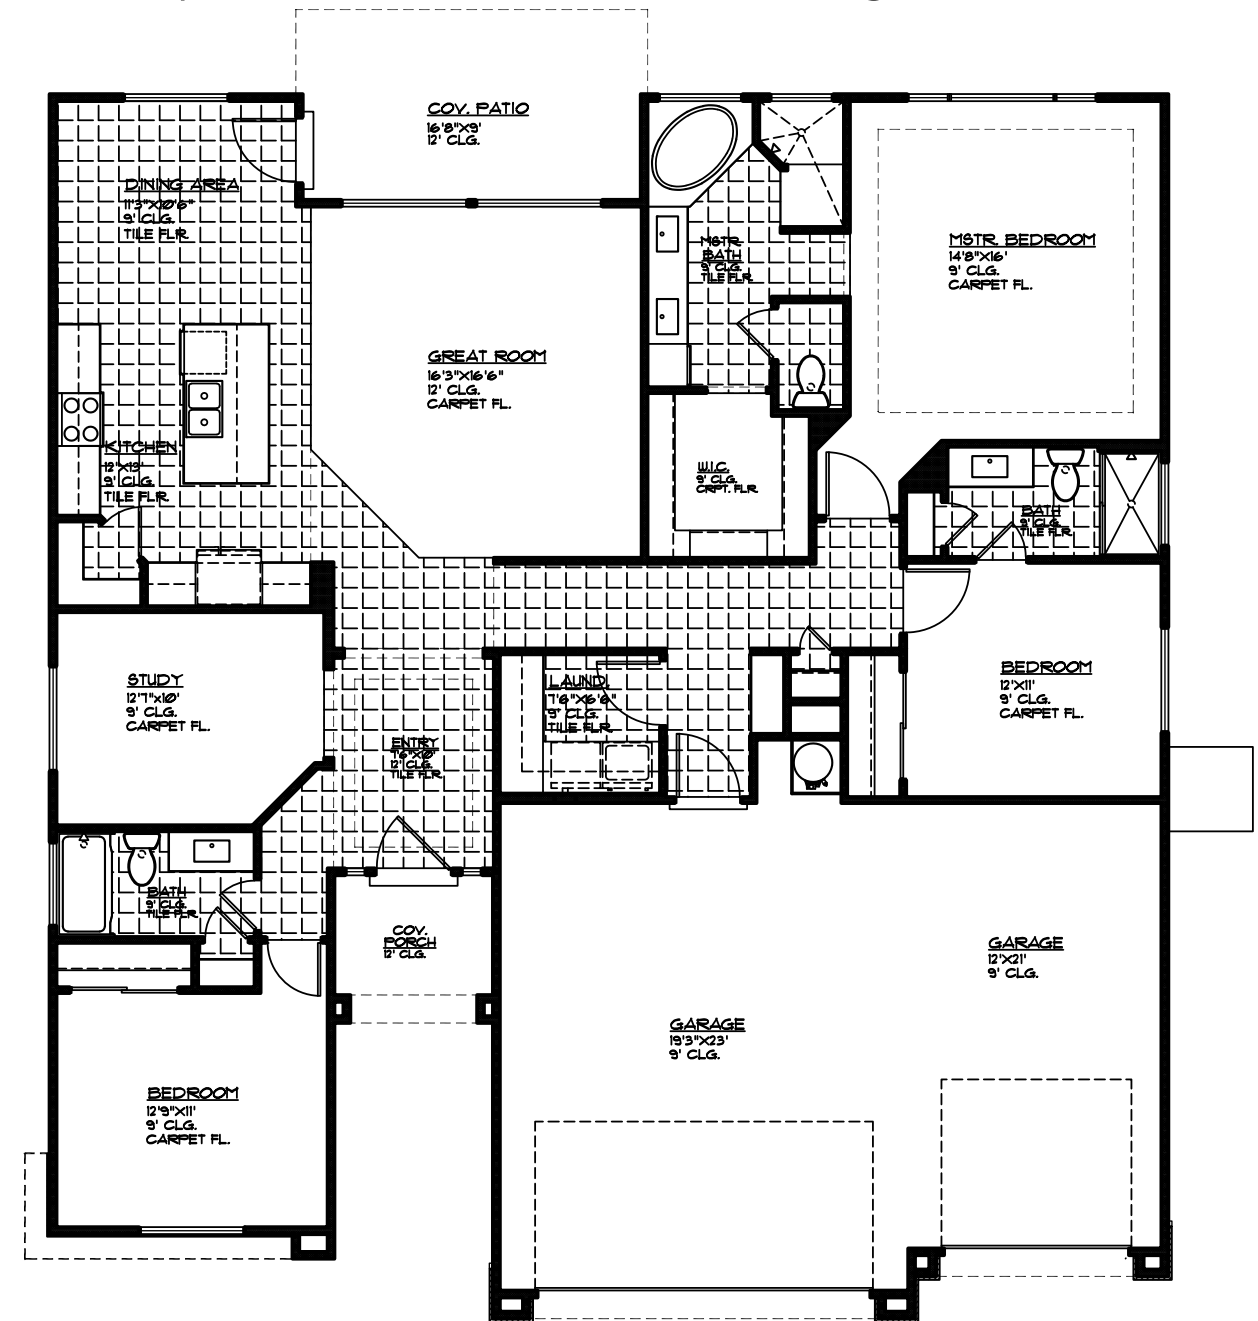 COV. PATIO
16'8"X9'
12' CLG.
DINING AREA
11'3"X10'6"
9' CLG.
TILE FLR.
MSTR.
BATH
9' CLG.
TILE FLR.
MSTR. BEDROOM
14'8"X16'
9' CLG.
CARPET FL.
GREAT ROOM
16'3"X16'6"
12' CLG.
CARPET FL.
KITCHEN
12'X13'
9' CLG.
TILE FLR.
W.I.C.
9' CLG.
CRPT. FLR.
BATH
9' CLG.
TILE FLR.
STUDY
12'7"x10'
9' CLG.
CARPET FL.
LAUND.
7'6"X6'6"
9' CLG.
TILE FLR.
BEDROOM
12'X11'
9' CLG.
CARPET FL.
ENTRY
7'6"X10'
12' CLG.
TILE FLR.
BATH
9' CLG.
TILE FLR.
COV.
PORCH
12' CLG.
GARAGE
12'X21'
9' CLG.
GARAGE
19'3"X23'
9' CLG.
BEDROOM
12'9"X11'
9' CLG.
CARPET FL.